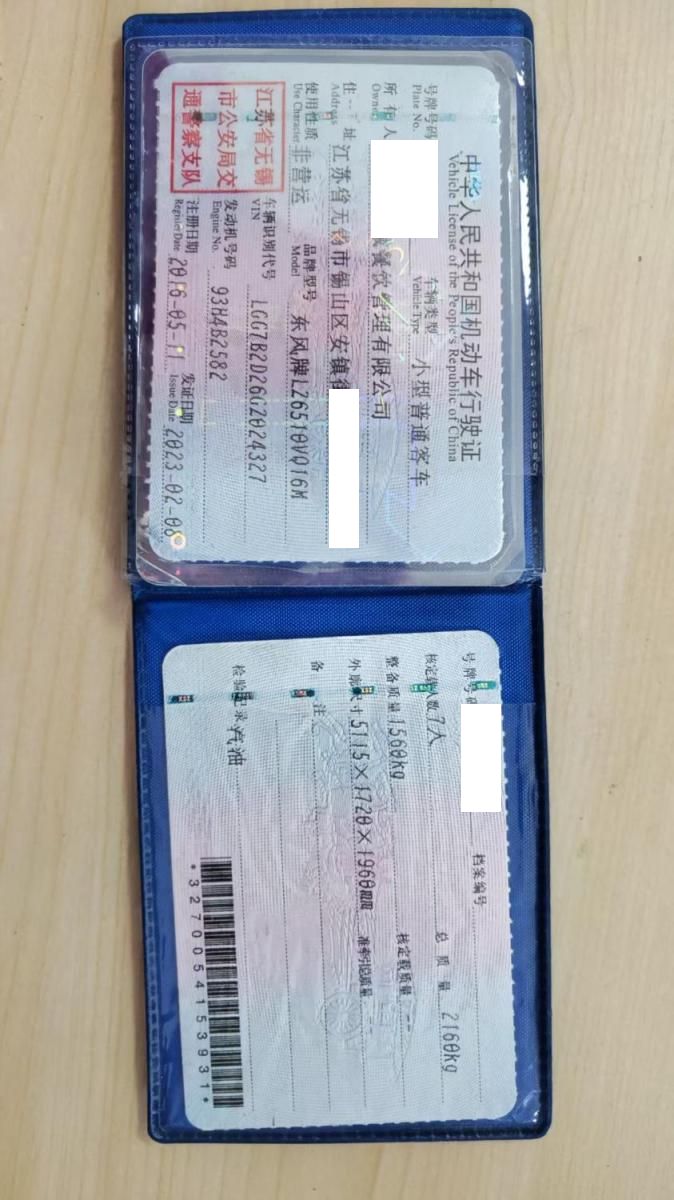 中华人民共和国机动车行驶证
Vehicle License of the People's Republic of China
号牌号码 车辆类型 小型普通客车
Plate No. Vehicle Type
所有人 餐饮管理有限公司
Owner
住 址 江苏省无锡市锡山区安镇
Address
使用性质 非营运 品牌型号 东风牌LZ6510VQ16M
Use Character Model
江苏省无锡
市公安局交
通警察支队
车辆识别代号 LGG7B2D26GZ024327
VIN
发动机号码 93H4B2582
Engine No.
注册日期 2016-05-11 发证日期 2023-02-08
Register Date Issue Date
号牌号码 档案编号
核定载人数 7人 总质量 2160kg
整备质量 1560kg 核定载质量 --
外廓尺寸 5115×1720×1960mm 准牵引总质量 --
备 注
检验记录 汽油
*3270054153931*